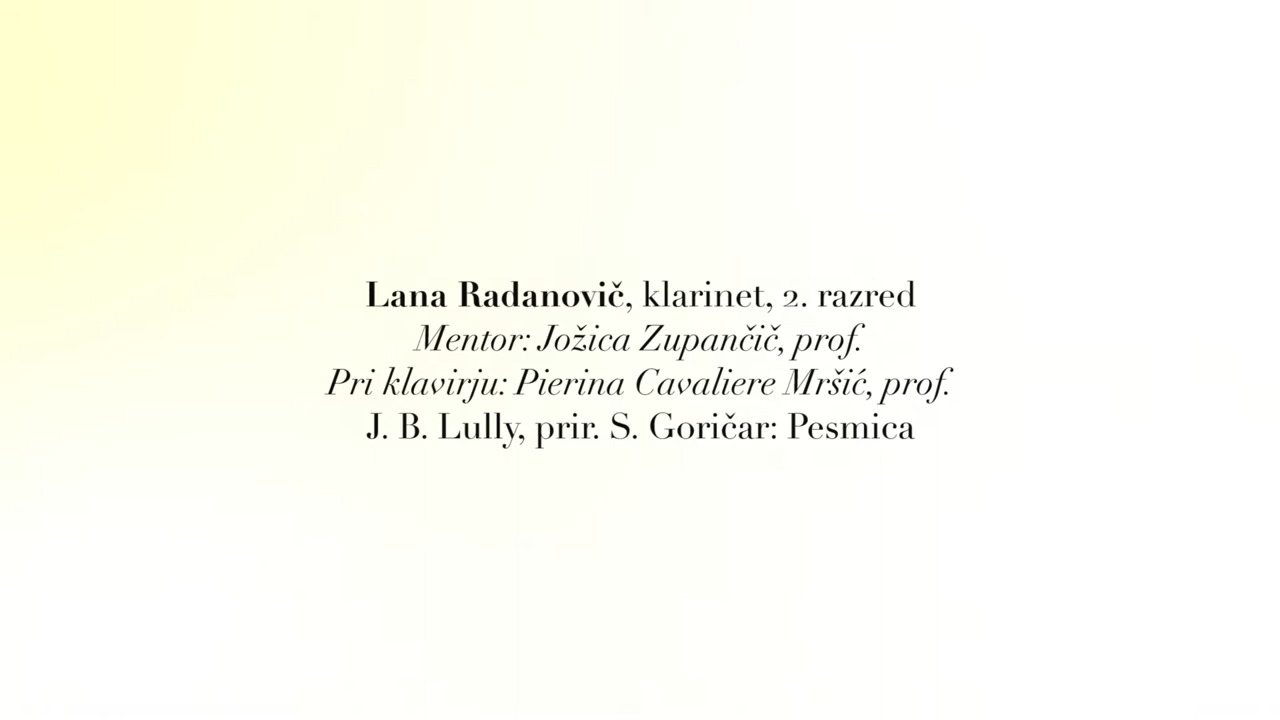 Lana Radanovič, klarinet, 2. razred
Mentor: Jožica Zupančič, prof.
Pri klavirju: Pierina Cavaliere Mršić, prof.
J. B. Lully, prir. S. Goričar: Pesmica